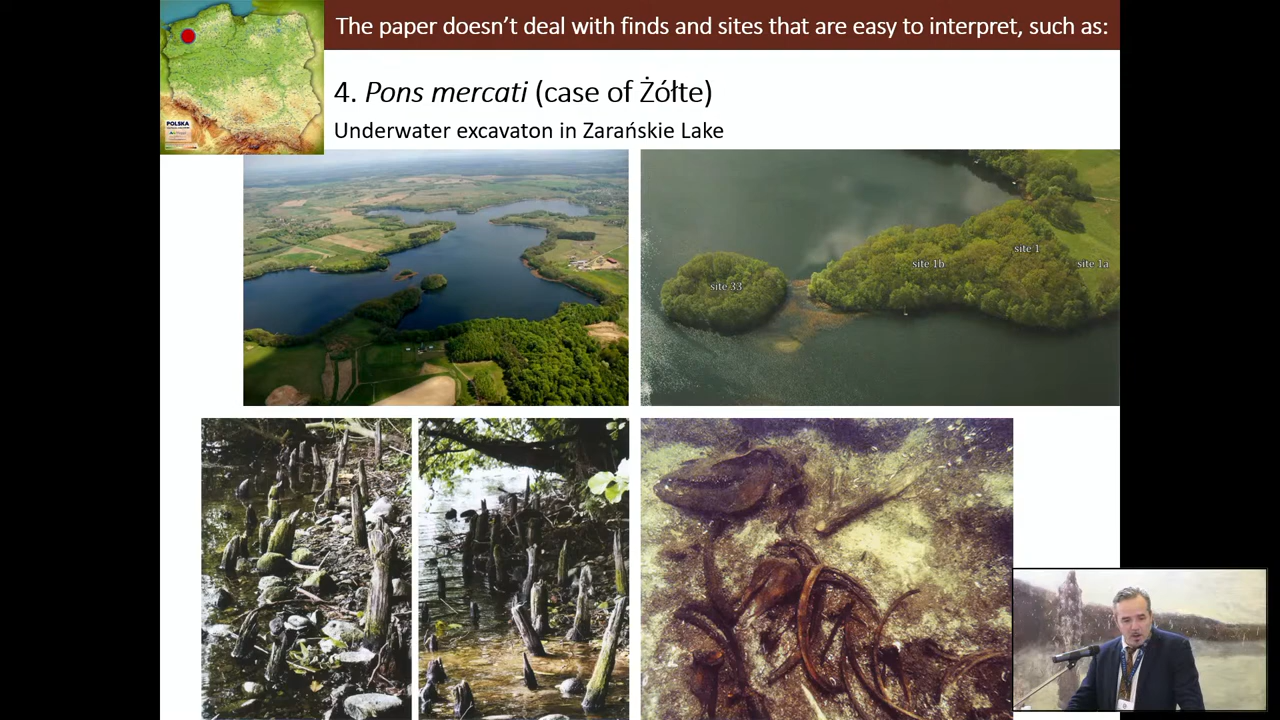 The paper doesn't deal with finds and sites that are easy to interpret, such as:
4. Pons mercati (case of Żółte)
Underwater excavaton in Zarańskie Lake
POLSKA
site 1
site 1b
site 1a
site 33